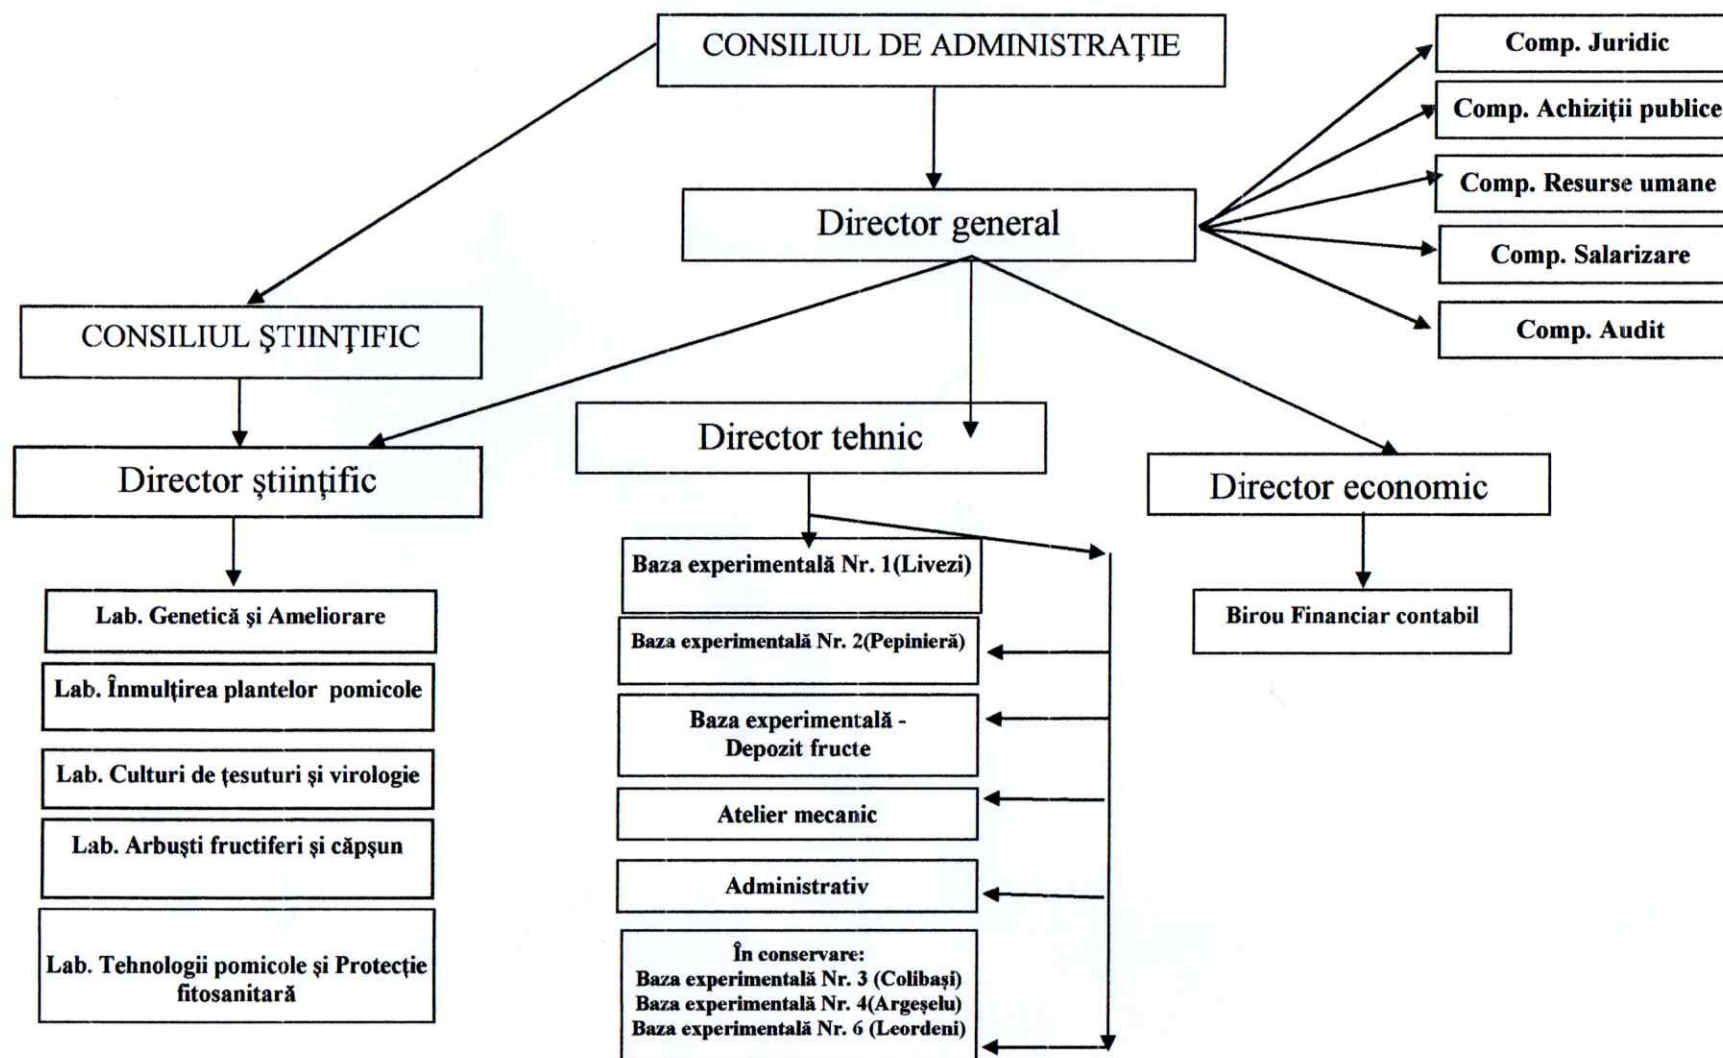 CONSILIUL DE ADMINISTRAŢIE
Comp. Juridic
Comp. Achiziţii publice
Comp. Resurse umane
Comp. Salarizare
Comp. Audit
Director general
CONSILIUL ŞTIINŢIFIC
Director ştiinţific
Director tehnic
Director economic
Lab. Genetică şi Ameliorare
Lab. Înmulţirea plantelor pomicole
Lab. Culturi de ţesuturi şi virologie
Lab. Arbuşti fructiferi şi căpşun
Lab. Tehnologii pomicole şi Protecţie
fitosanitară
Baza experimentală Nr. 1(Livezi)
Baza experimentală Nr. 2(Pepinieră)
Baza experimentală -
Depozit fructe
Atelier mecanic
Administrativ
În conservare:
Baza experimentală Nr. 3 (Colibaşi)
Baza experimentală Nr. 4(Argeşelu)
Baza experimentală Nr. 6 (Leordeni)
Birou Financiar contabil